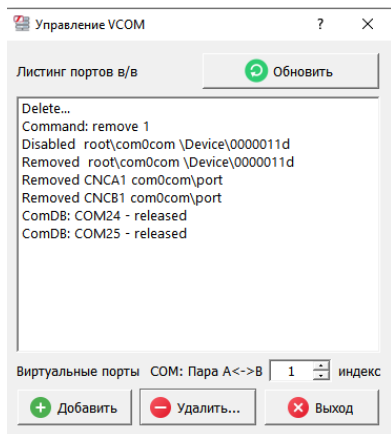 Управление VCOM ? ×
Листинг портов в/в Обновить
Delete...
Command: remove 1
Disabled root\com0com \Device\0000011d
Removed root\com0com \Device\0000011d
Removed CNCA1 com0com\port
Removed CNCB1 com0com\port
ComDB: COM24 - released
ComDB: COM25 - released
Виртуальные порты COM: Пара A<->B 1 индекс
Добавить Удалить... Выход